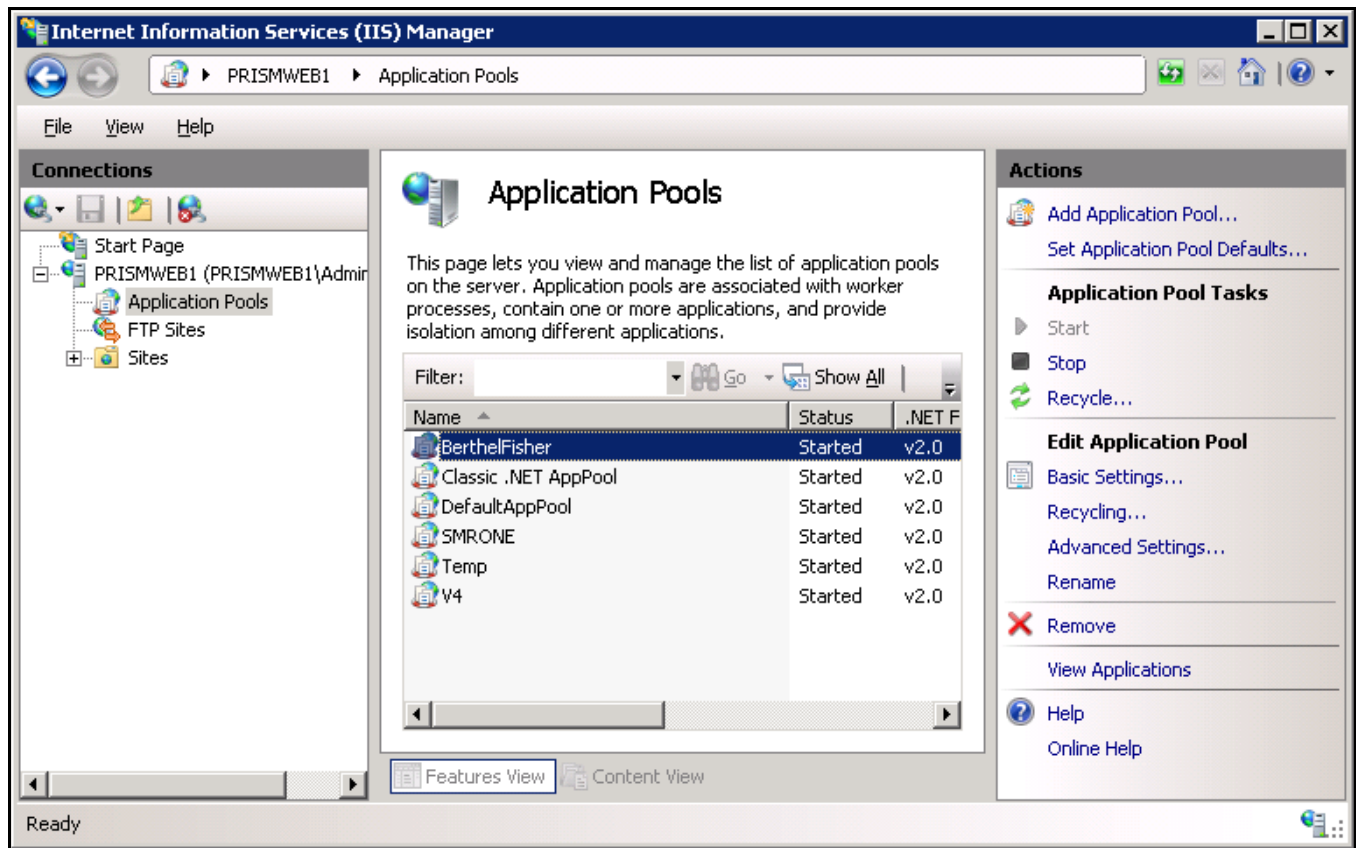 Internet Information Services (IIS) Manager
PRISMWEB1 Application Pools
File View Help
Connections
Start Page
PRISMWEB1 (PRISMWEB1\Admir
Application Pools
FTP Sites
Sites
Application Pools
This page lets you view and manage the list of application pools
on the server. Application pools are associated with worker
processes, contain one or more applications, and provide
isolation among different applications.
Filter: Go Show All
Name Status .NET F
BerthelFisher Started v2.0
Classic .NET AppPool Started v2.0
DefaultAppPool Started v2.0
SMRONE Started v2.0
Temp Started v2.0
V4 Started v2.0
Features View Content View
Actions
Add Application Pool...
Set Application Pool Defaults...
Application Pool Tasks
Start
Stop
Recycle...
Edit Application Pool
Basic Settings...
Recycling...
Advanced Settings...
Rename
Remove
View Applications
Help
Online Help
Ready